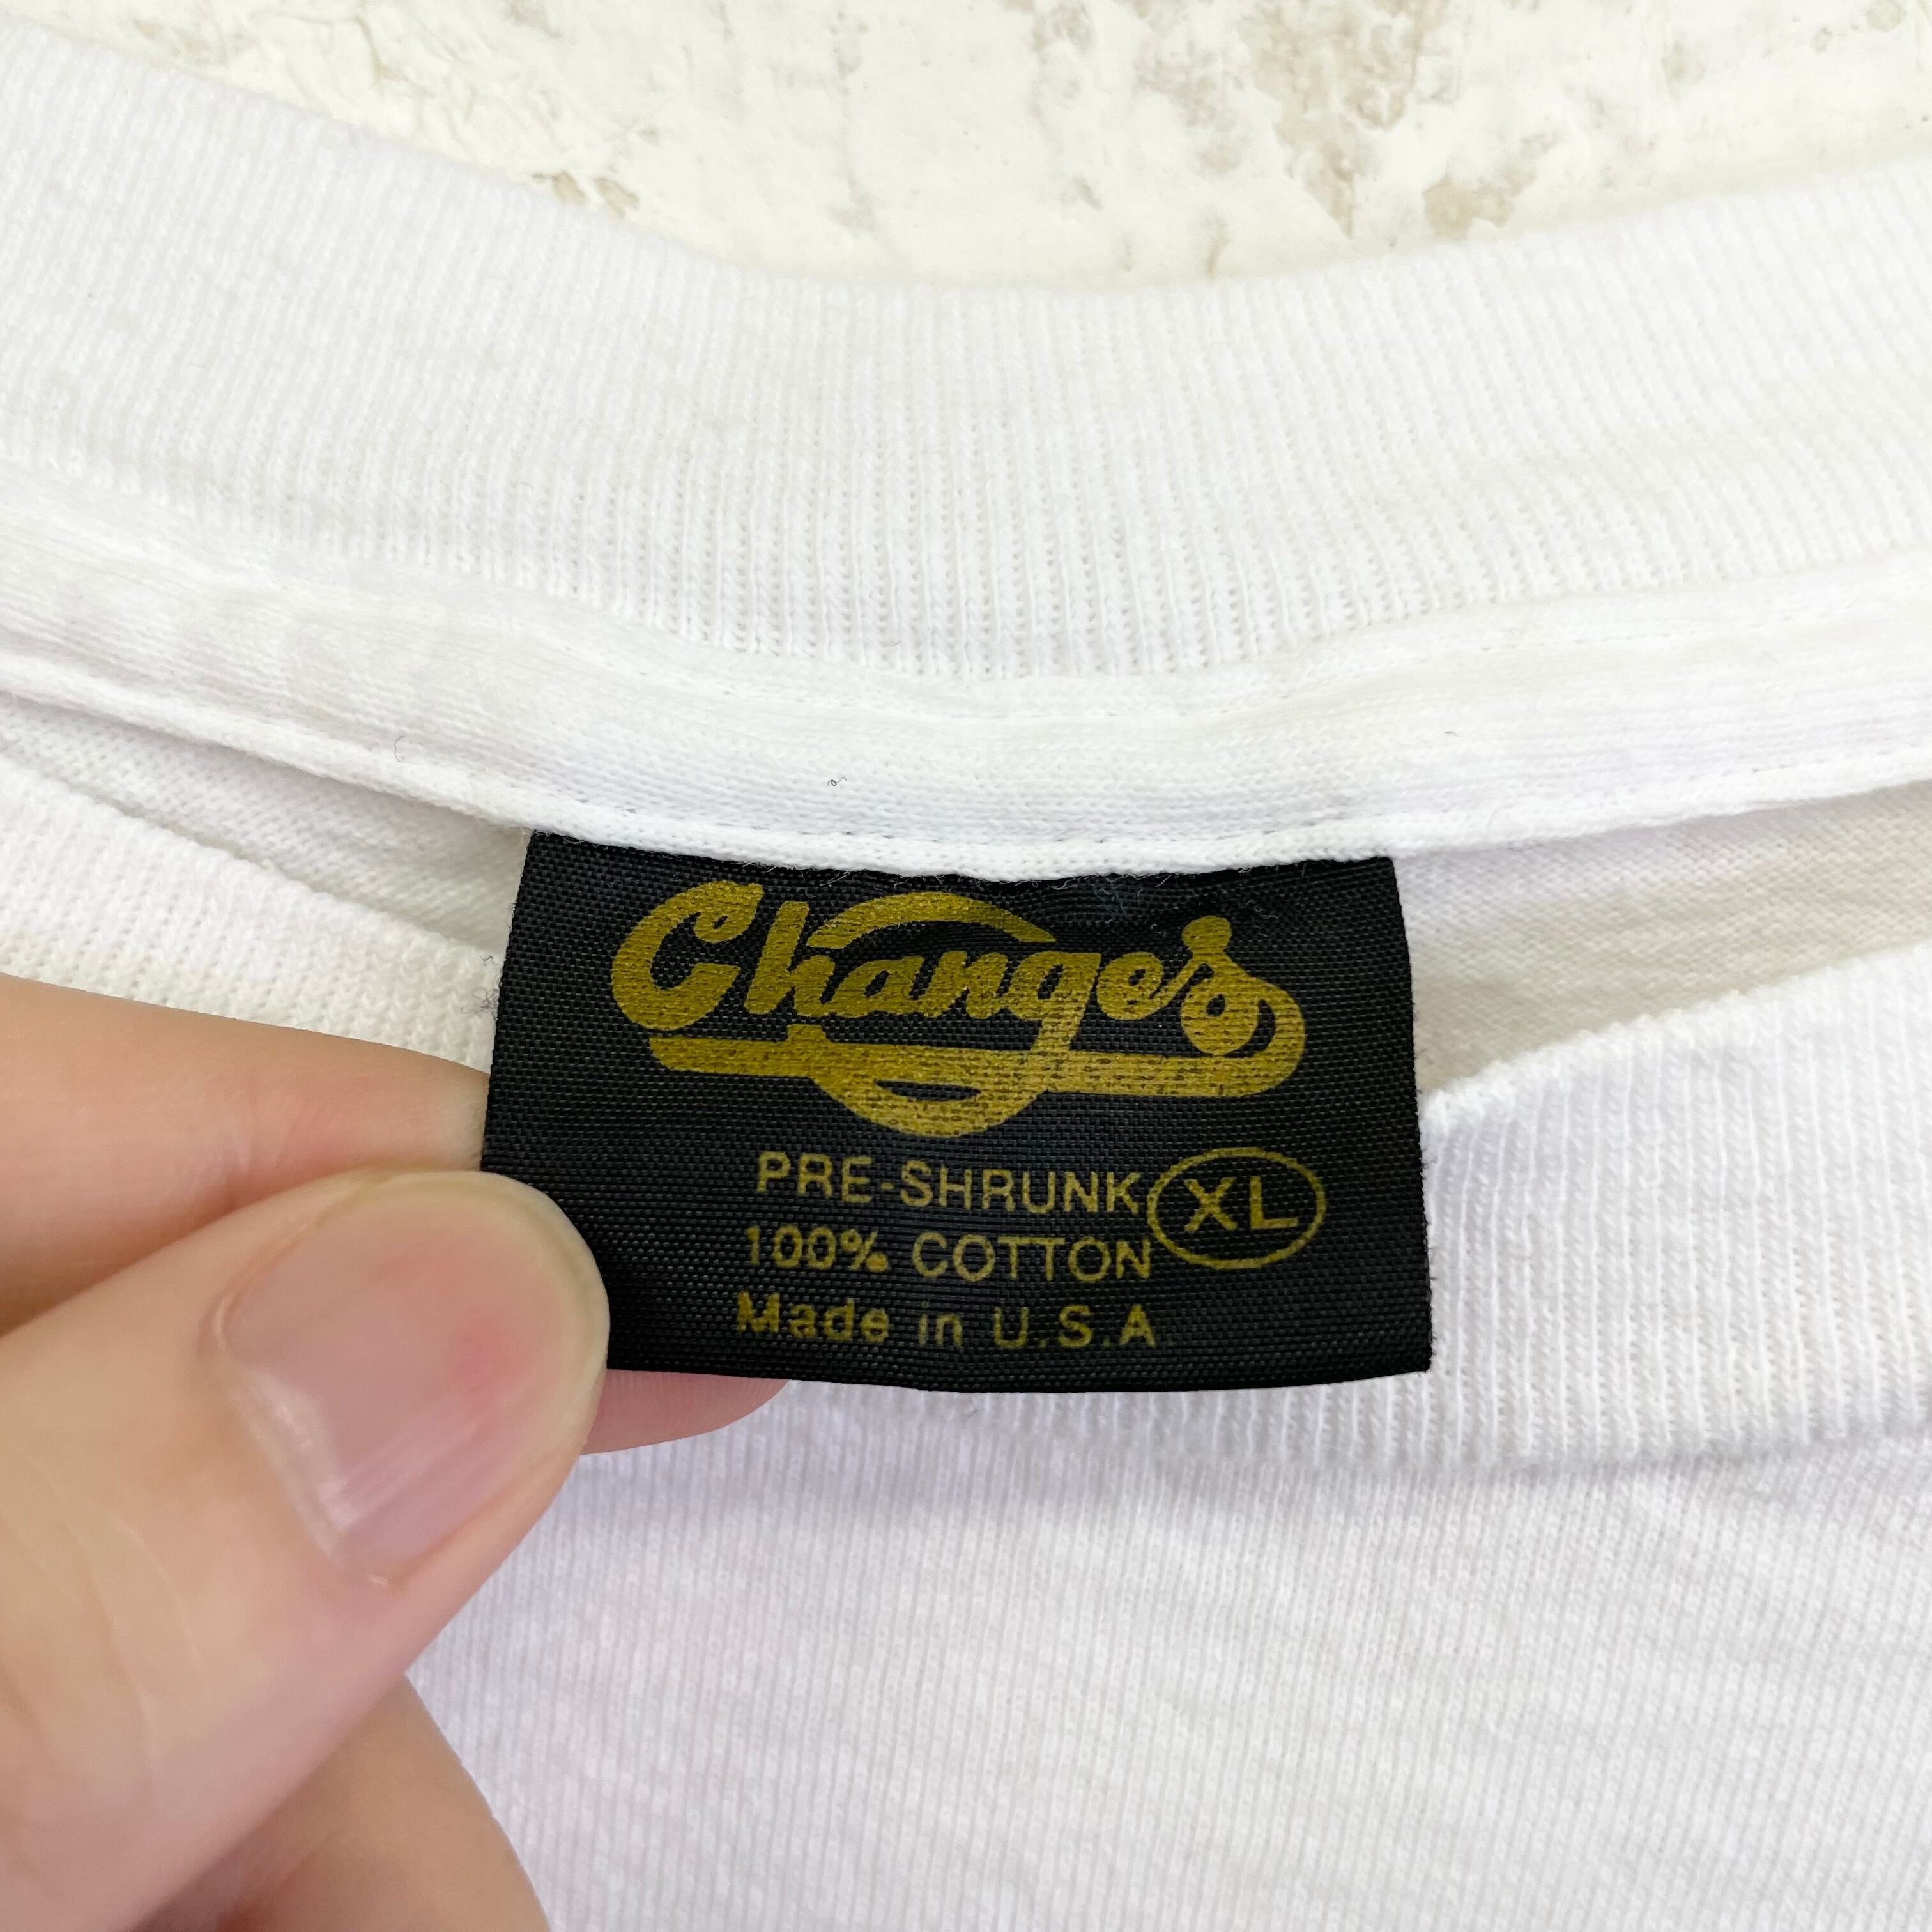 Changes
PRE-SHRUNK
XL
100% COTTON
Made in U.S.A